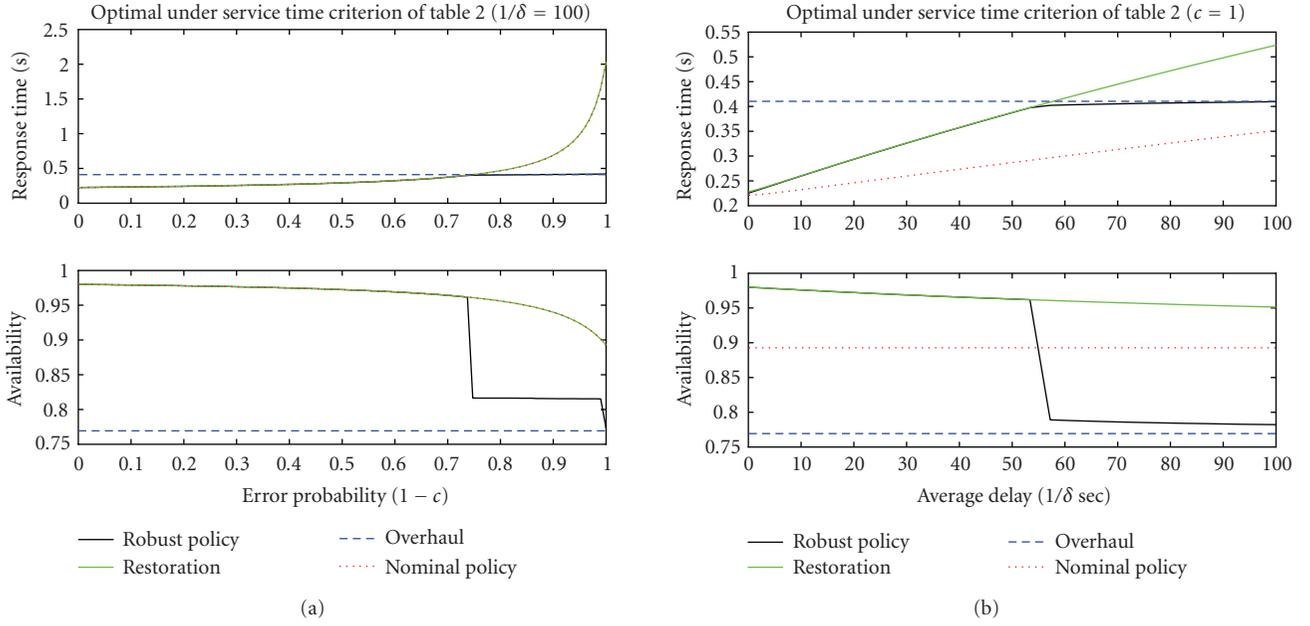 Optimal under service time criterion of table 2 (1/δ = 100)
Response time (s)
2.5
2
1.5
1
0.5
0
0 0.1 0.2 0.3 0.4 0.5 0.6 0.7 0.8 0.9 1
Availability
1
0.95
0.9
0.85
0.8
0.75
0 0.1 0.2 0.3 0.4 0.5 0.6 0.7 0.8 0.9 1
Error probability (1 − c)
Robust policy
Restoration
Overhaul
Nominal policy
(a)
Optimal under service time criterion of table 2 (c = 1)
Response time (s)
0.55
0.5
0.45
0.4
0.35
0.3
0.25
0.2
0 10 20 30 40 50 60 70 80 90 100
Availability
1
0.95
0.9
0.85
0.8
0.75
0 10 20 30 40 50 60 70 80 90 100
Average delay (1/δ sec)
Robust policy
Restoration
Overhaul
Nominal policy
(b)